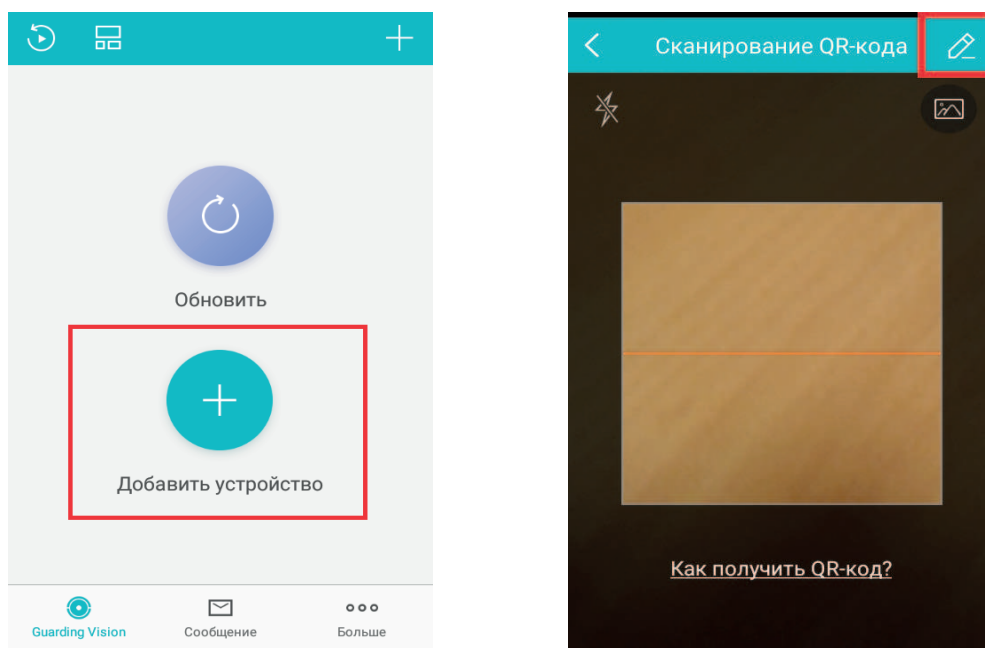 Обновить
Добавить устройство
Guarding Vision
Сообщение
Больше
Сканирование QR-кода
Как получить QR-код?